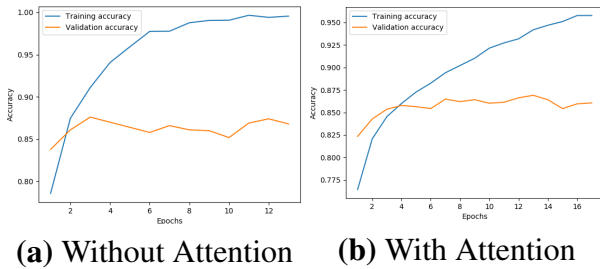 Training accuracy
Validation accuracy
1.00
0.95
0.90
0.85
0.80
Accuracy
2 4 6 8 10 12
Epochs
(a) Without Attention
Training accuracy
Validation accuracy
0.950
0.925
0.900
0.875
0.850
0.825
0.800
0.775
Accuracy
2 4 6 8 10 12 14 16
Epochs
(b) With Attention